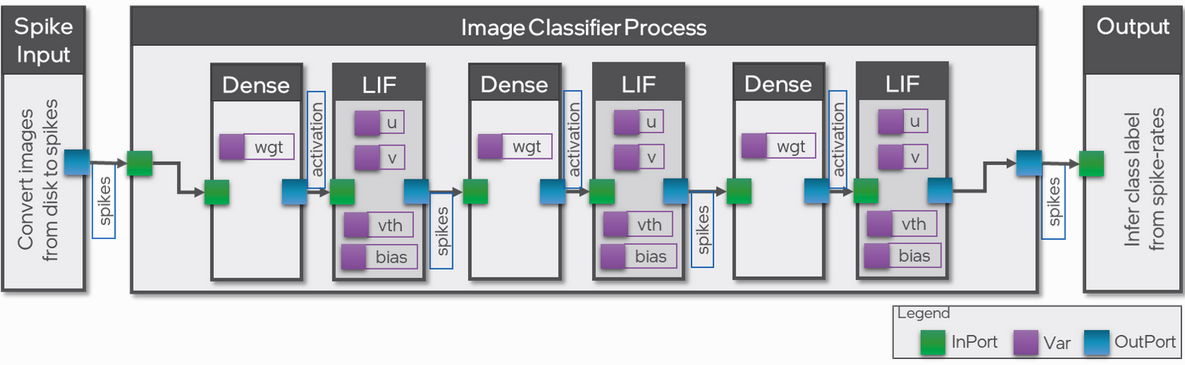 Spike
Input
Convert images
from disk to spikes
spikes
Image Classifier Process
Dense
wgt
activation
LIF
u
v
vth
bias
spikes
Dense
wgt
activation
LIF
u
v
vth
bias
spikes
Dense
wgt
activation
LIF
u
v
vth
bias
spikes
Output
Infer class label
from spike-rates
Legend
InPort
Var
OutPort